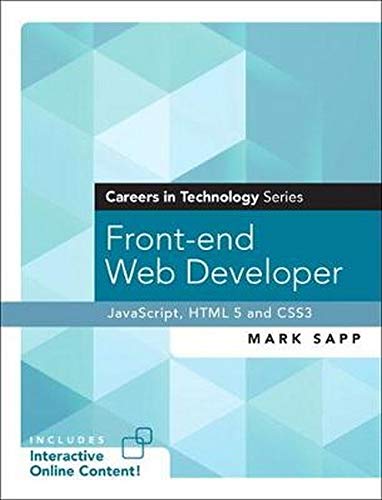 Careers in Technology Series
Front-end
Web Developer
JavaScript, HTML 5 and CSS3
MARK SAPP
INCLUDES
Interactive
Online Content!